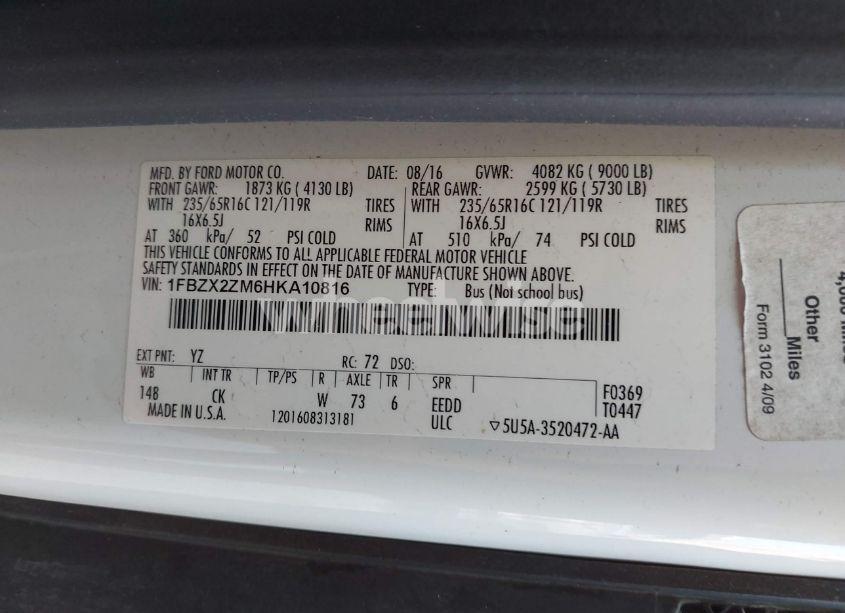 MFD. BY FORD MOTOR CO. DATE: 08/16 GVWR: 4082 KG ( 9000 LB)
FRONT GAWR: 1873 KG ( 4130 LB) REAR GAWR: 2599 KG ( 5730 LB)
WITH 235/65R16C 121/119R TIRES WITH 235/65R16C 121/119R TIRES
16X6.5J RIMS 16X6.5J RIMS
AT 360 kPa/ 52 PSI COLD AT 510 kPa/ 74 PSI COLD
THIS VEHICLE CONFORMS TO ALL APPLICABLE FEDERAL MOTOR VEHICLE
SAFETY STANDARDS IN EFFECT ON THE DATE OF MANUFACTURE SHOWN ABOVE.
VIN: 1FBZX2ZM6HKA10816 TYPE: Bus (Not school bus)
wheelwise
EXT PNT: YZ RC: 72 DSO:
WB INT TR TP/PS R AXLE TR SPR F0369
148 CK W 73 6 EEDD T0447
MADE IN U.S.A. 1201608313181 ULC ▽5U5A-3520472-AA
Other
Miles
Form 3102 4/09